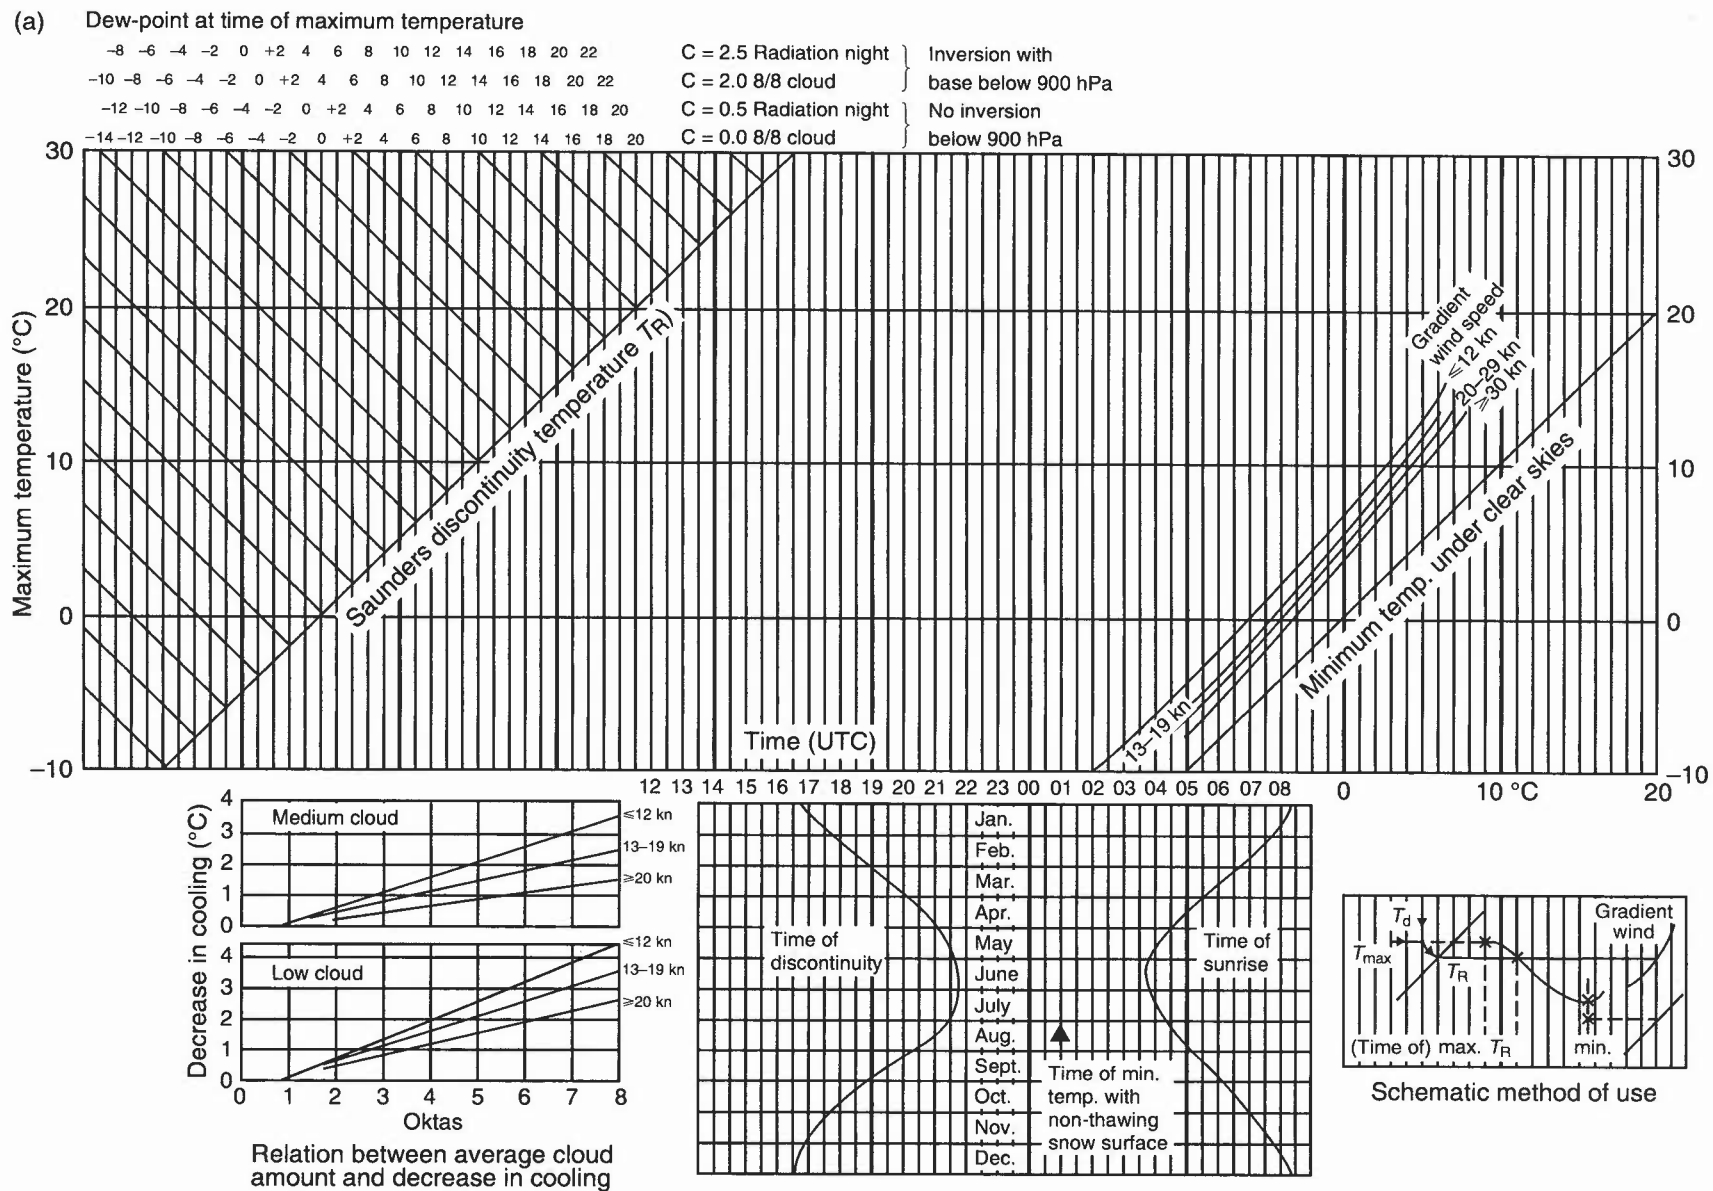 (a) Dew-point at time of maximum temperature
−8 −6 −4 −2 0 +2 4 6 8 10 12 14 16 18 20 22 C = 2.5 Radiation night Inversion with
−10 −8 −6 −4 −2 0 +2 4 6 8 10 12 14 16 18 20 22 C = 2.0 8/8 cloud base below 900 hPa
−12 −10 −8 −6 −4 −2 0 +2 4 6 8 10 12 14 16 18 20 C = 0.5 Radiation night No inversion
−14 −12 −10 −8 −6 −4 −2 0 +2 4 6 8 10 12 14 16 18 20 C = 0.0 8/8 cloud below 900 hPa
30
20
10
0
−10
Maximum temperature (°C)
Saunders discontinuity temperature TR)
Gradient
wind speed
≤ 12 kn
20–29 kn
≥30 kn
13–19 kn
Minimum temp. under clear skies
30
20
10
0
−10
Time (UTC)
12 13 14 15 16 17 18 19 20 21 22 23 00 01 02 03 04 05 06 07 08 0 10 °C 20
Decrease in cooling (°C)
4
3
2
1
0
Medium cloud
≤12 kn
13–19 kn
≥20 kn
4
3
2
1
0
Low cloud
≤12 kn
13–19 kn
≥20 kn
0 1 2 3 4 5 6 7 8
Oktas
Relation between average cloud
amount and decrease in cooling
Jan.
Feb.
Mar.
Apr.
May
June
July
Aug.
Sept.
Oct.
Nov.
Dec.
Time of
discontinuity
Time of
sunrise
Time of min.
temp. with
non-thawing
snow surface
Td
Tmax
TR
Gradient
wind
(Time of) max. TR min.
Schematic method of use